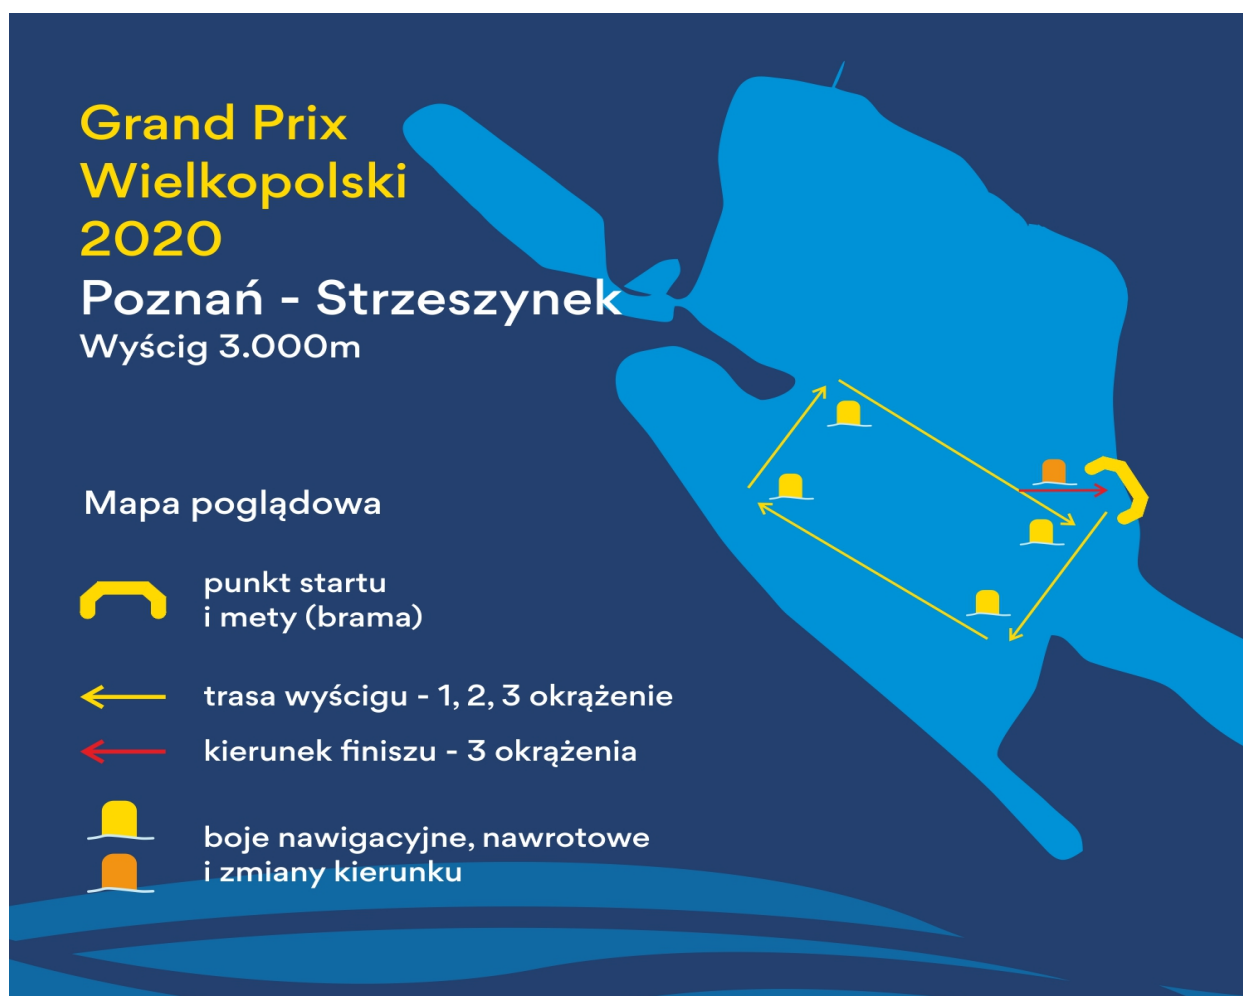 Grand Prix
Wielkopolski
2020
Poznań - Strzeszynek
Wyścig 3.000m
Mapa poglądowa
punkt startu
i mety (brama)
trasa wyścigu - 1, 2, 3 okrążenie
kierunek finiszu - 3 okrążenia
boje nawigacyjne, nawrotowe
i zmiany kierunku